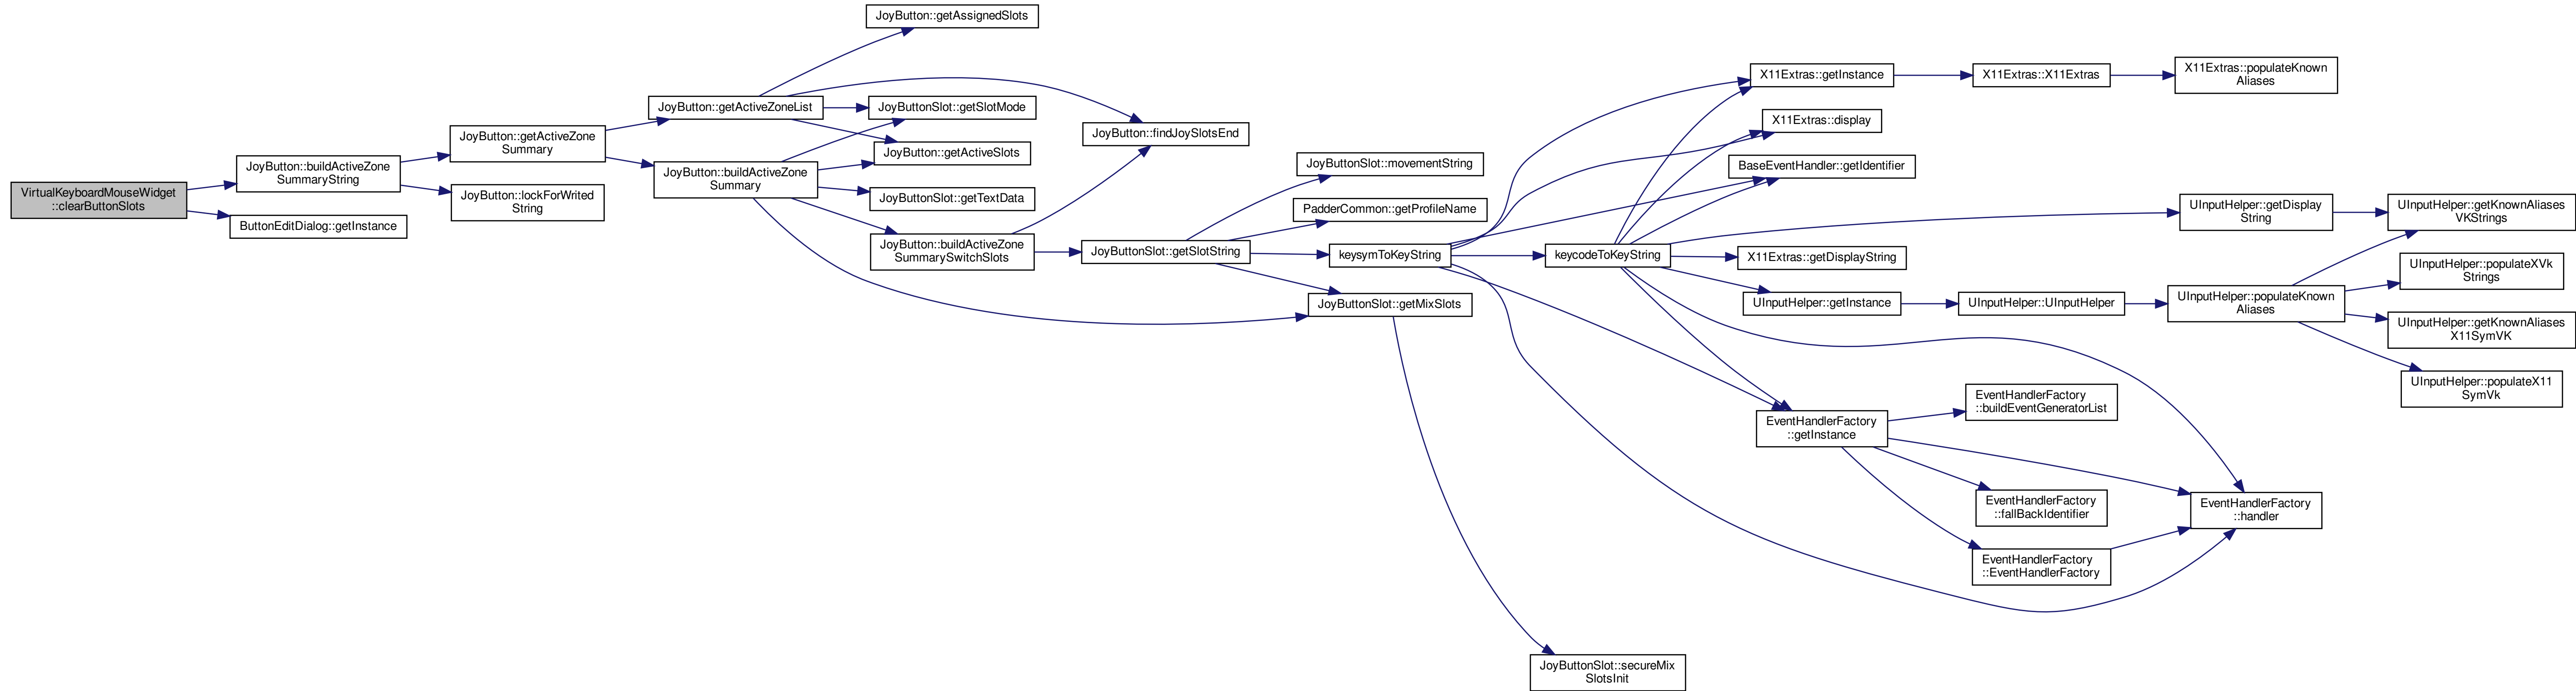 VirtualKeyboardMouseWidget
::clearButtonSlots
JoyButton::buildActiveZone
SummaryString
ButtonEditDialog::getInstance
JoyButton::getActiveZone
Summary
JoyButton::lockForWrited
String
JoyButton::getActiveZoneList
JoyButton::buildActiveZone
Summary
JoyButton::getAssignedSlots
JoyButtonSlot::getSlotMode
JoyButton::getActiveSlots
JoyButtonSlot::getTextData
JoyButton::buildActiveZone
SummarySwitchSlots
JoyButton::findJoySlotsEnd
JoyButtonSlot::getSlotString
JoyButtonSlot::movementString
PadderCommon::getProfileName
keysymToKeyString
JoyButtonSlot::getMixSlots
JoyButtonSlot::secureMix
SlotsInit
keycodeToKeyString
X11Extras::getInstance
X11Extras::display
BaseEventHandler::getIdentifier
X11Extras::getDisplayString
UInputHelper::getInstance
EventHandlerFactory
::getInstance
X11Extras::X11Extras
UInputHelper::UInputHelper
EventHandlerFactory
::buildEventGeneratorList
EventHandlerFactory
::fallBackIdentifier
EventHandlerFactory
::EventHandlerFactory
X11Extras::populateKnown
Aliases
UInputHelper::getDisplay
String
UInputHelper::populateKnown
Aliases
EventHandlerFactory
::handler
UInputHelper::getKnownAliases
VKStrings
UInputHelper::populateXVk
Strings
UInputHelper::getKnownAliases
X11SymVK
UInputHelper::populateX11
SymVk